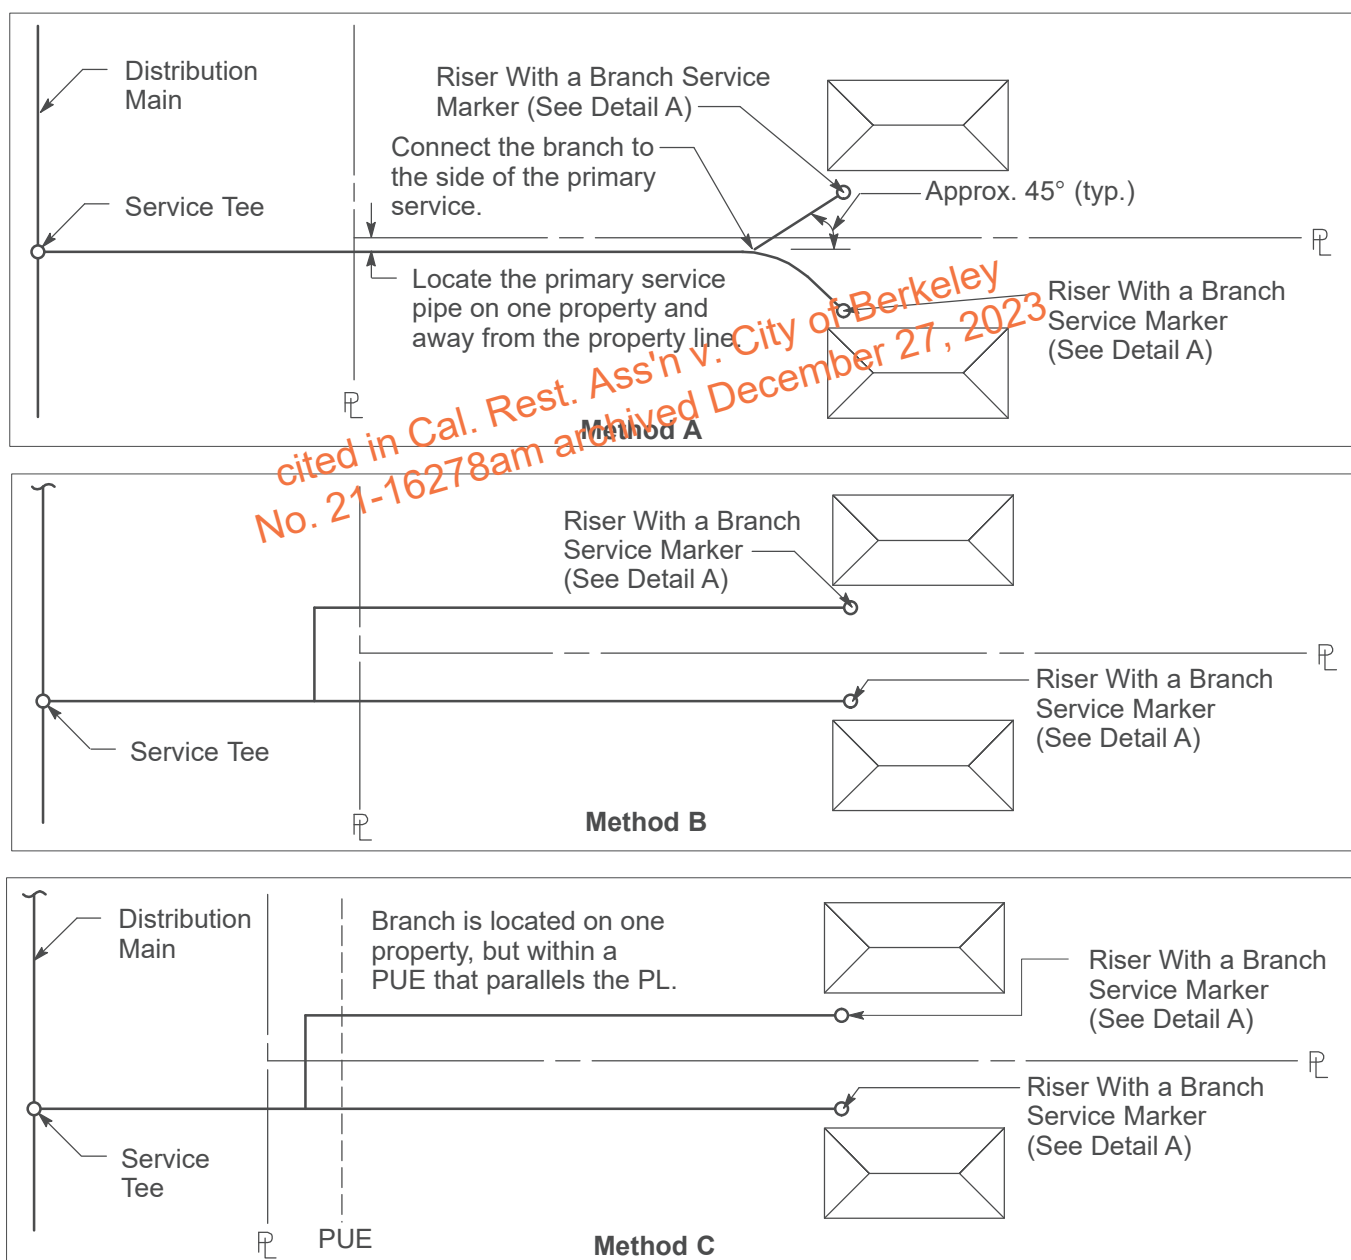 Distribution
Main
Riser With a Branch Service
Marker (See Detail A)
Connect the branch to
the side of the primary
service.
Approx. 45° (typ.)
Service Tee
PL
Locate the primary service
pipe on one property and
away from the property line.
Riser With a Branch
Service Marker
(See Detail A)
PL
Method A
cited in Cal. Rest. Ass'n v. City of Berkeley
No. 21-16278am archived December 27, 2023
Riser With a Branch
Service Marker
(See Detail A)
PL
Riser With a Branch
Service Marker
(See Detail A)
Service Tee
PL
Method B
Distribution
Main
Branch is located on one
property, but within a
PUE that parallels the PL.
Riser With a Branch
Service Marker
(See Detail A)
PL
Riser With a Branch
Service Marker
(See Detail A)
Service
Tee
PL
PUE
Method C